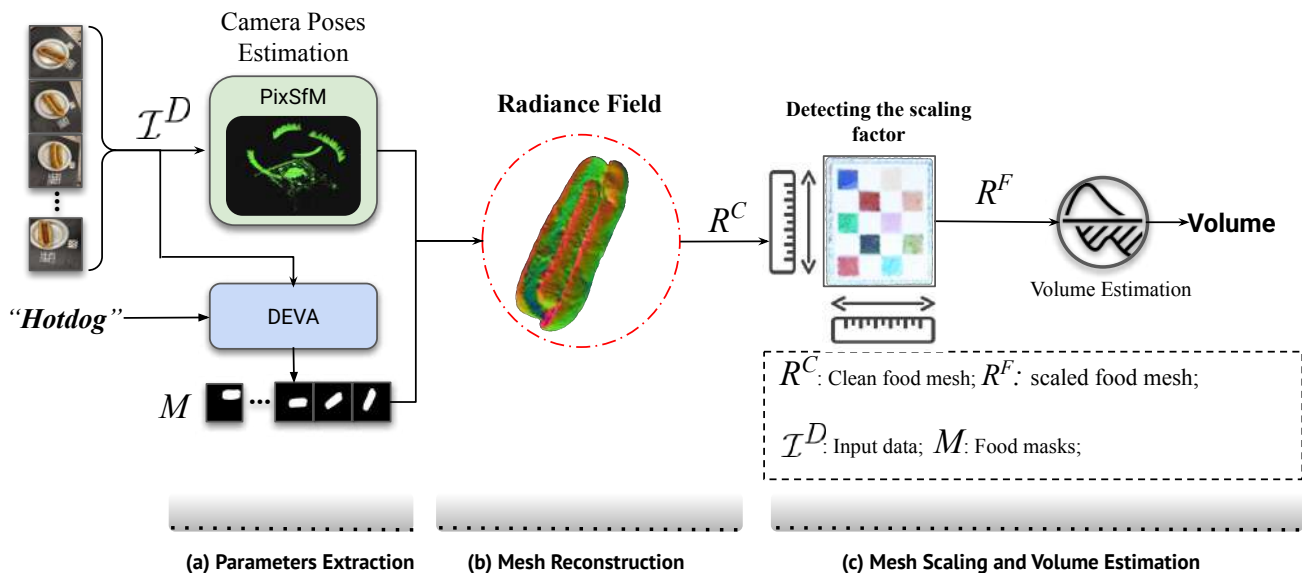 Camera Poses
Estimation
PixSfM
𝓘^D
Radiance Field
Detecting the scaling
factor
R^C
R^F
Volume
Volume Estimation
“Hotdog”
DEVA
M
R^C: Clean food mesh; R^F: scaled food mesh;
𝓘^D: Input data; M: Food masks;
(a) Parameters Extraction
(b) Mesh Reconstruction
(c) Mesh Scaling and Volume Estimation